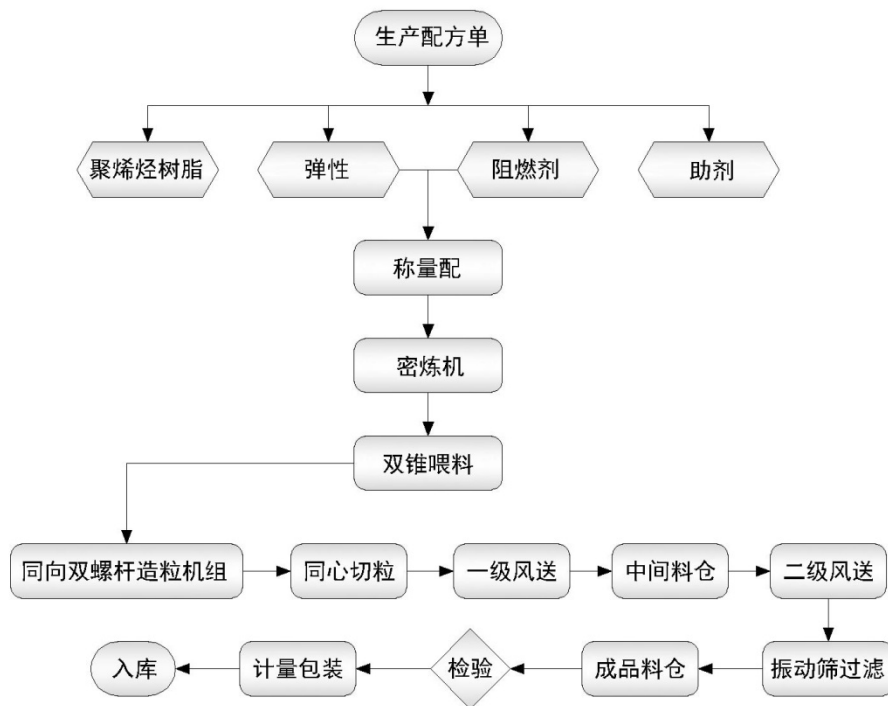 生产配方单
聚烯烃树脂
弹性
阻燃剂
助剂
称量配
密炼机
双锥喂料
同向双螺杆造粒机组
同心切粒
一级风送
中间料仓
二级风送
入库
计量包装
检验
成品料仓
振动筛过滤